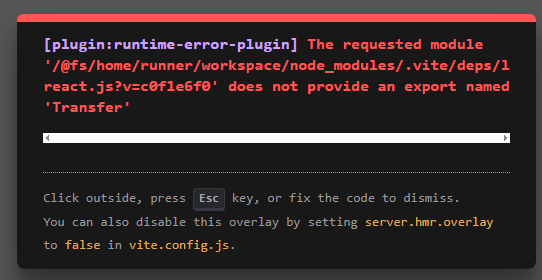 [plugin:runtime-error-plugin] The requested module
'/@fs/home/runner/workspace/node_modules/.vite/deps/l
react.js?v=c0f1e6f0' does not provide an export named
'Transfer'
Click outside, press Esc key, or fix the code to dismiss.
You can also disable this overlay by setting server.hmr.overlay
to false in vite.config.js.